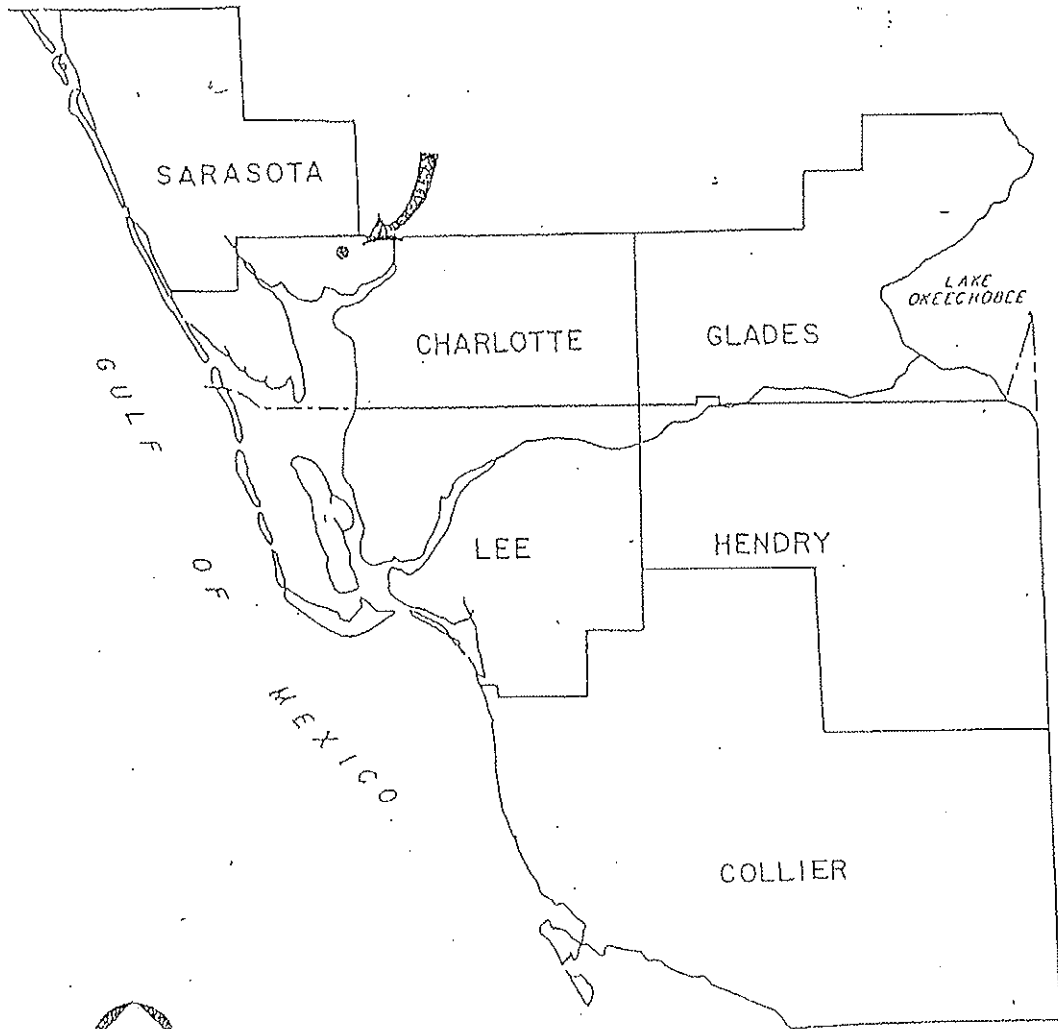 SARASOTA
LAKE
OKEECHOBEE
CHARLOTTE
GLADES
GULF
OF
MEXICO
LEE
HENDRY
COLLIER